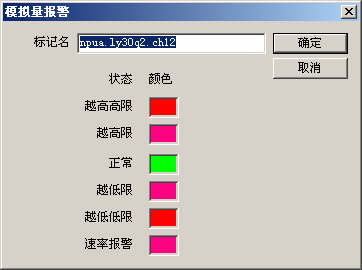 模拟量报警
标记名 npua.ly30q2.ch12 确定
取消
状态 颜色
越高高限
越高限
正常
越低限
越低低限
速率报警